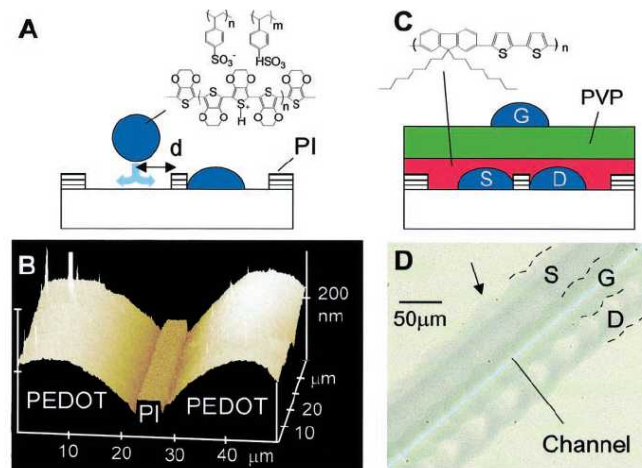 A
n
m
SO3-
HSO3
O O
S
S+
H
n
d
PI
C
S
S
n
G
PVP
S
D
B
200
nm
μm
20
10
PEDOT
PI
PEDOT
10
20
30
40
μm
D
50μm
S
G
D
Channel